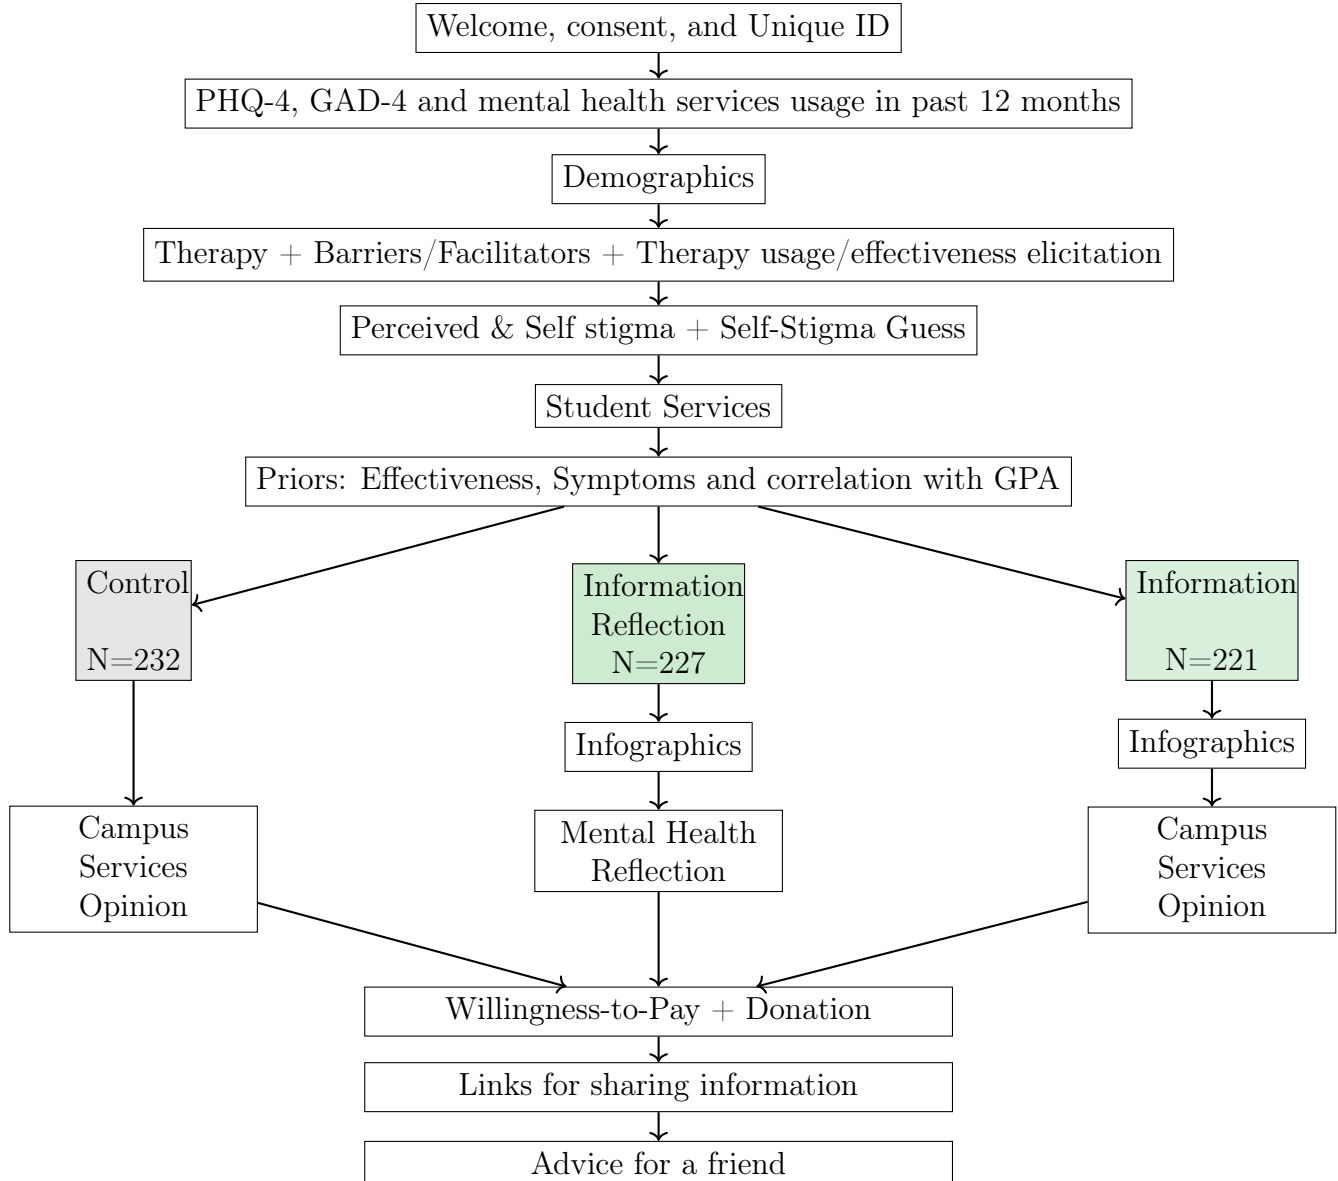 Welcome, consent, and Unique ID
PHQ-4, GAD-4 and mental health services usage in past 12 months
Demographics
Therapy + Barriers/Facilitators + Therapy usage/effectiveness elicitation
Perceived & Self stigma + Self-Stigma Guess
Student Services
Priors: Effectiveness, Symptoms and correlation with GPA
Control
N=232
Information
Reflection
N=227
Information
N=221
Infographics
Infographics
Campus
Services
Opinion
Mental Health
Reflection
Campus
Services
Opinion
Willingness-to-Pay + Donation
Links for sharing information
Advice for a friend